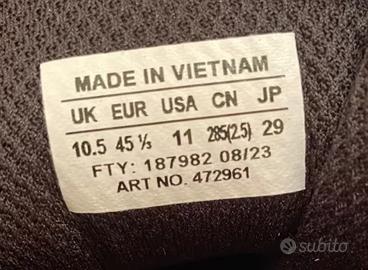 MADE IN VIETNAM
UK EUR USA CN JP
10.5 45 ⅓ 11 285(2.5) 29
FTY: 187982 08/23
ART NO. 472961
subito